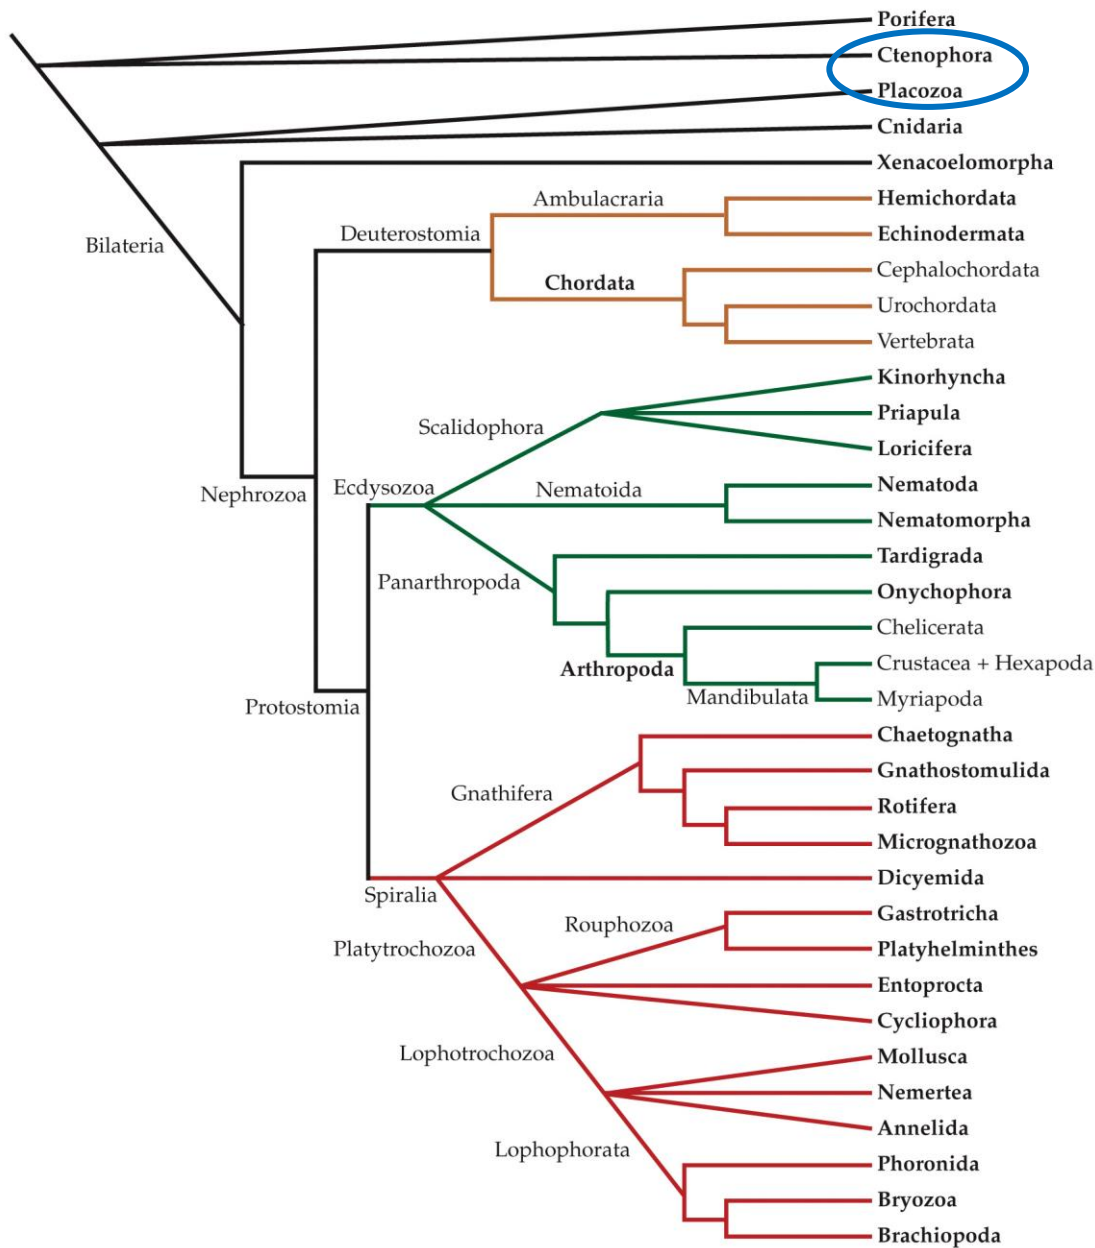 Porifera
Ctenophora
Placozoa
Cnidaria
Xenacoelomorpha
Ambulacraria
Hemichordata
Bilateria
Deuterostomia
Echinodermata
Cephalochordata
Chordata
Urochordata
Vertebrata
Kinorhyncha
Priapula
Scalidophora
Loricifera
Nephrozoa
Ecdysozoa
Nematoida
Nematoda
Nematomorpha
Tardigrada
Panarthropoda
Onychophora
Chelicerata
Arthropoda
Crustacea + Hexapoda
Mandibulata
Myriapoda
Protostomia
Chaetognatha
Gnathostomulida
Gnathifera
Rotifera
Micrognathozoa
Dicyemida
Spiralia
Gastrotricha
Rouphozoa
Platytrochozoa
Platyhelminthes
Entoprocta
Cycliophora
Lophotrochozoa
Mollusca
Nemertea
Annelida
Lophophorata
Phoronida
Bryozoa
Brachiopoda